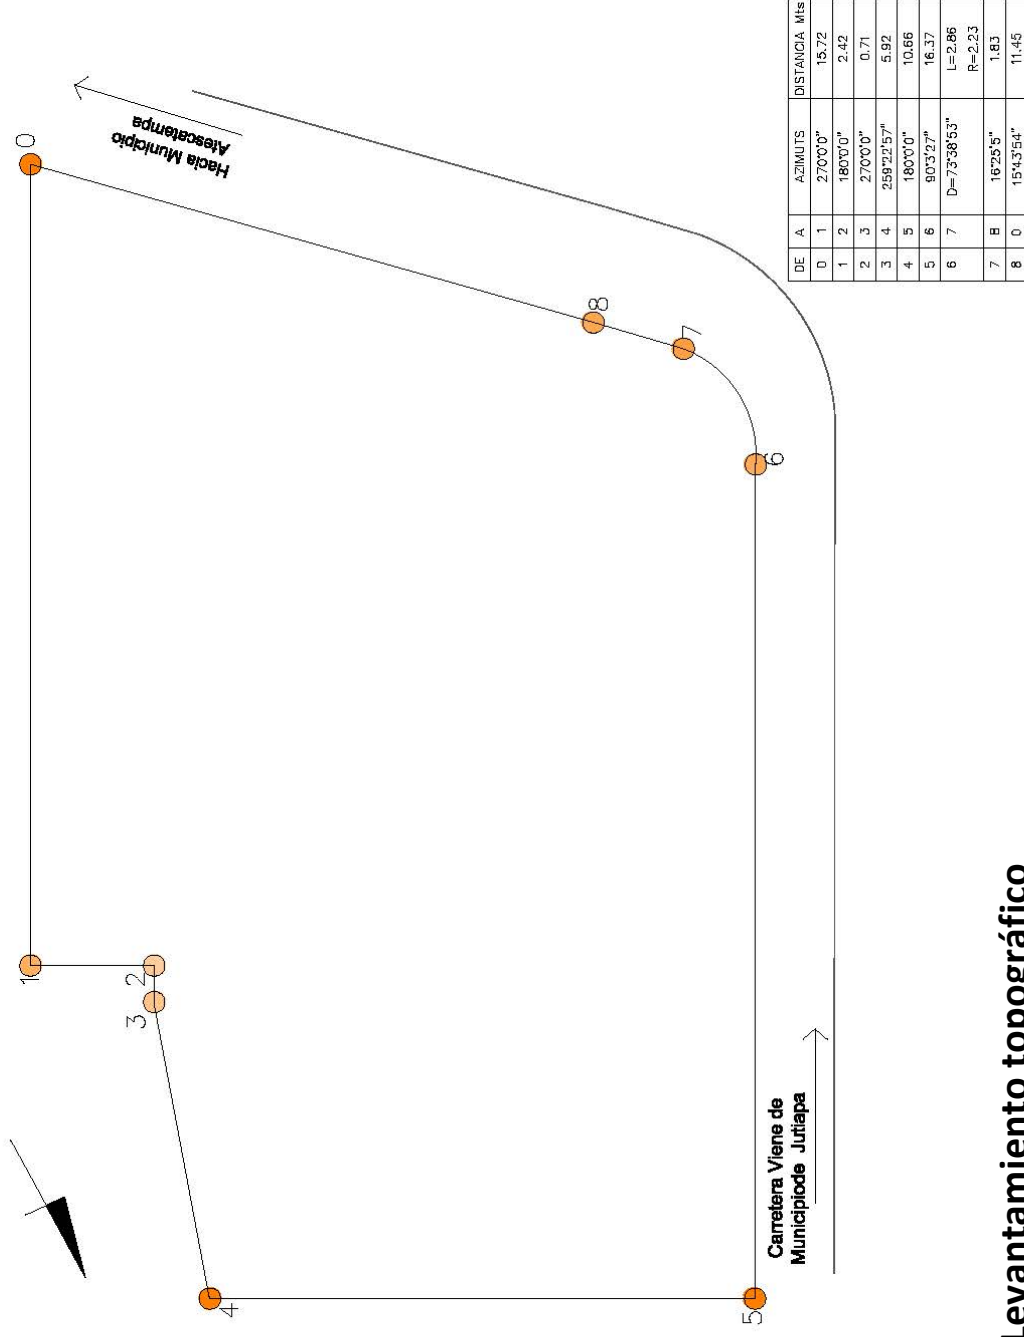 0
Hacia Municipio
Atescatempa
8
7
6
1
2
3
4
5
Carretera Viene de
Municipiode Jutiapa
DE A AZIMUTS DISTANCIA Mts
0 1 270°0'0" 15.72
1 2 180°0'0" 2.42
2 3 270°0'0" 0.71
3 4 259°22'57" 5.92
4 5 180°0'0" 10.66
5 6 90°3'27" 16.37
6 7 D=73°38'53" L=2.86
R=2.23
7 8 16°25'5" 1.83
8 0 15°43'54" 11.45
Levantamiento topográfico